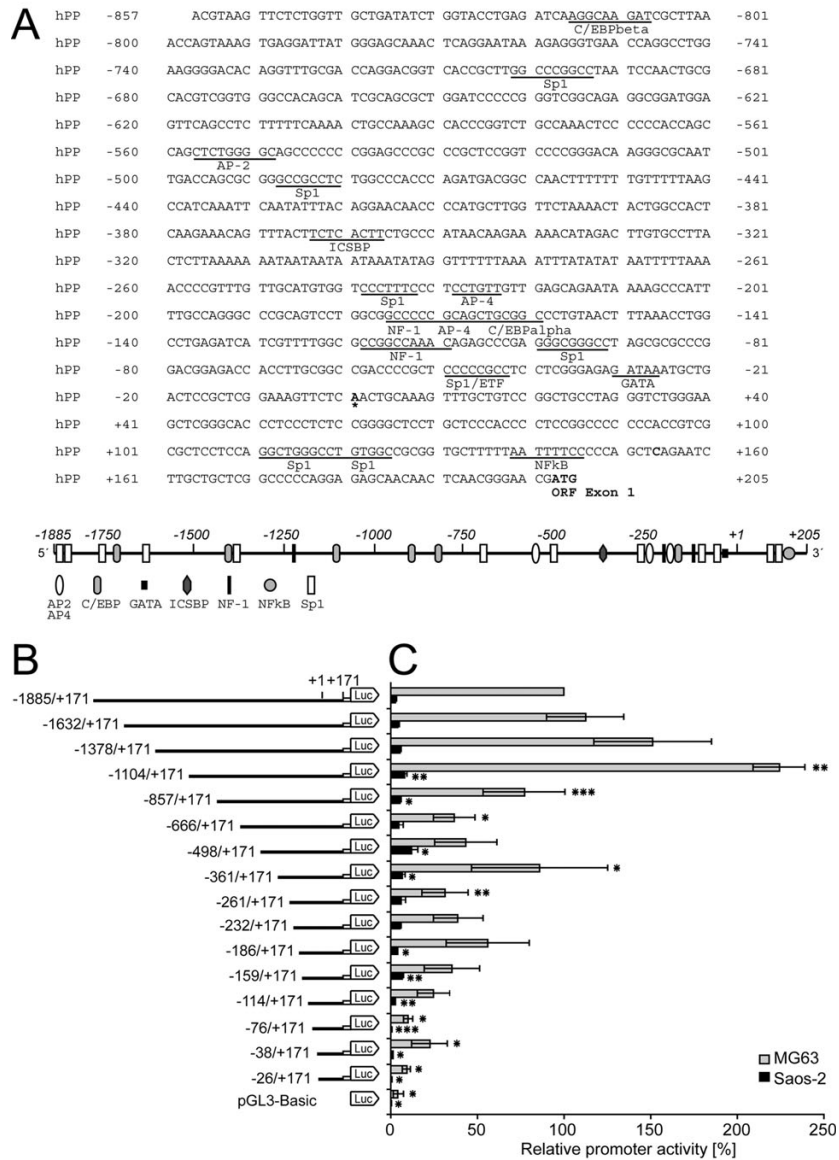 A
hPP -857 ACGTAAG TTCTCTGGTT GCTGATATCT GGTACCTGAG ATCAAGGCAA GATCGCTTAA -801
C/EBPbeta
hPP -800 ACCAGTAAAG TGAGGATTAT GGGAGCAAAC TCAGGAATAA AGAGGGTGAA CCAGGCCTGG -741
hPP -740 AAGGGGACAC AGGTTTGCGA CCAGGACGGT CACCGCTTGG GCCCGGCCTAA TCCAACTGCG -681
Sp1
hPP -680 CACGTCGGTG GGCCACAGCA TCGCAGCGCT GGATCCCCCG GGTCGGCAGA GGCGGATGGA -621
hPP -620 GTTCAGCCTC TTTTTCAAAA CTGCCAAAGC CACCCGGTCT GCCAAACTCC CCCCACCAGC -561
hPP -560 CAGCTCTGGG GCAGCCCCCC CGGAGCCCGC CCGCTCCGGT CCCCGGGACA AGGGCGCAAT -501
AP-2
hPP -500 TGACCAGCGC GGGCCGCCTC TGGCCCACCC AGATGACGGC CAACTTTTTT TGTTTTTAAG -441
Sp1
hPP -440 CCATCAAATT CAATATTTAC AGGAACAACC CCATGCTTGG TTCTAAAACT ACTGGCCACT -381
hPP -380 CAAGAAACAG TTTACTTCTC ACTTCTGCCC ATAACAAGAA AAACATAGAC TTGTGCCTTA -321
ICSBP
hPP -320 CTCTTAAAAA AATAATAATA ATAAATATAG GTTTTTTAAA ATTTATATAT AATTTTTAAA -261
hPP -260 ACCCCGTTTG TTGCATGTGG TCCCTTTCCC TCCTGTTGTT GAGCAGAATA AAAGCCCATT -201
Sp1 AP-4
hPP -200 TTGCCAGGGC CCGCAGTCCT GGCGGCCCCC GCAGCTGCGG CCCTGTAACT TTAAACCTGG -141
NF-1 AP-4 C/EBPalpha
hPP -140 CCTGAGATCA TCGTTTTGGC GCCGGCCAAA CAGAGCCCGA GGGCGGGCCT AGCGCGCCCG -81
NF-1 Sp1
hPP -80 GACGGAGACC ACCTTGCGGC CGACCCCGCT CCCCCCGCCT CCTCGGGAGA GATAAATGCTG -21
Sp1/ETF GATA
hPP -20 ACTCCGCTCG GAAAGTTCTC AACTGCAAAG TTTGCTGTCC GGCTGCCTAG GGTCTGGGAA +40
*
hPP +41 GCTCGGGCAC CCTCCCTCTC CGGGGCTCCT GCTCCCACCC CTCCGGCCCC CCCACCGTCC +100
hPP +101 CGCTCCTCCA GGCTGGGCCT GTGGCCGCGG TGCTTTTTAA TTTTCCCCCA GCTCAGAATC +160
Sp1 Sp1 NFkB
hPP +161 TTGCTGCTCG GCCCCCAGGA GAGCAACAAC TCAACGGGAA CGATG +205
ORF Exon 1
-1885 -1750 -1500 -1250 -1000 -750 -500 -250 +1 +205
5´ 3´
AP2 C/EBP GATA ICSBP NF-1 NFkB Sp1
AP4
B C
+1 +171
-1885/+171 Luc
-1632/+171 Luc
-1378/+171 Luc
-1104/+171 Luc **
**
-857/+171 Luc ***
*
-666/+171 Luc *
-498/+171 Luc *
-361/+171 Luc *
*
-261/+171 Luc **
-232/+171 Luc
-186/+171 Luc *
-159/+171 Luc **
-114/+171 Luc **
-76/+171 Luc *
***
-38/+171 Luc *
*
-26/+171 Luc *
*
pGL3-Basic Luc *
*
MG63
Saos-2
0 50 100 150 200 250
Relative promoter activity [%]